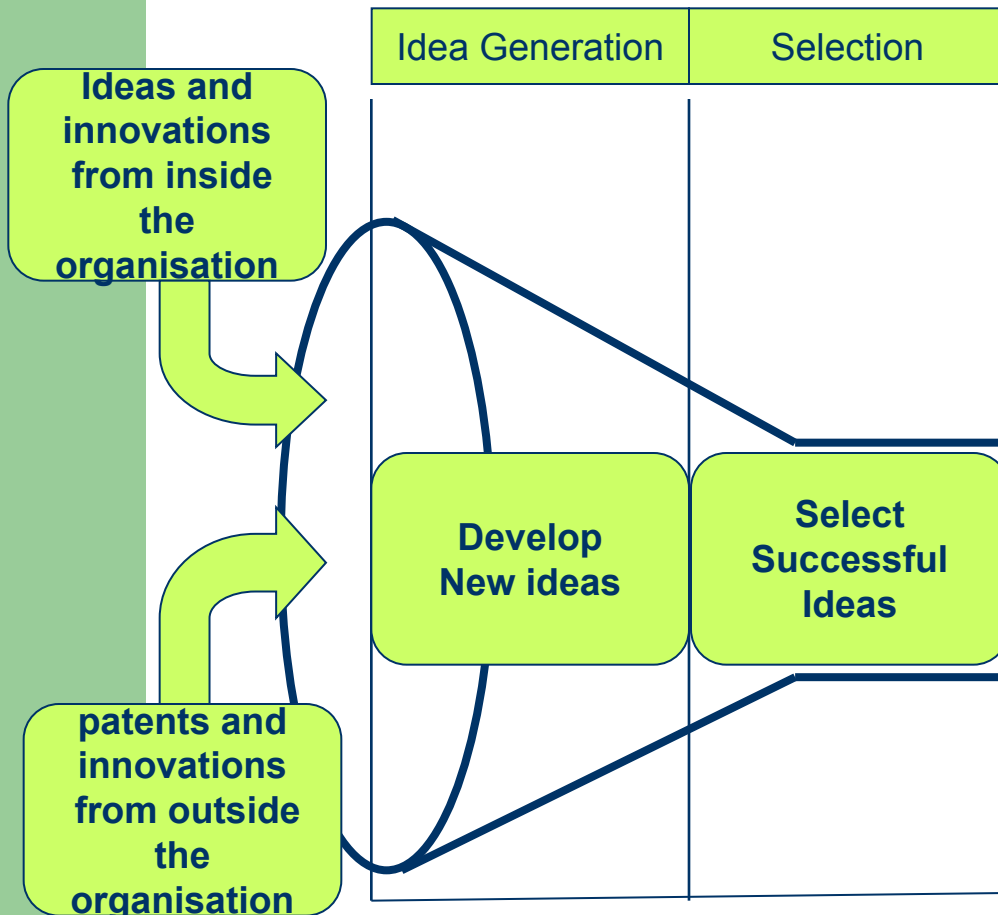 Idea Generation
Selection
Ideas and
innovations
from inside
the
organisation
Develop
New ideas
Select
Successful
Ideas
patents and
innovations
from outside
the
organisation